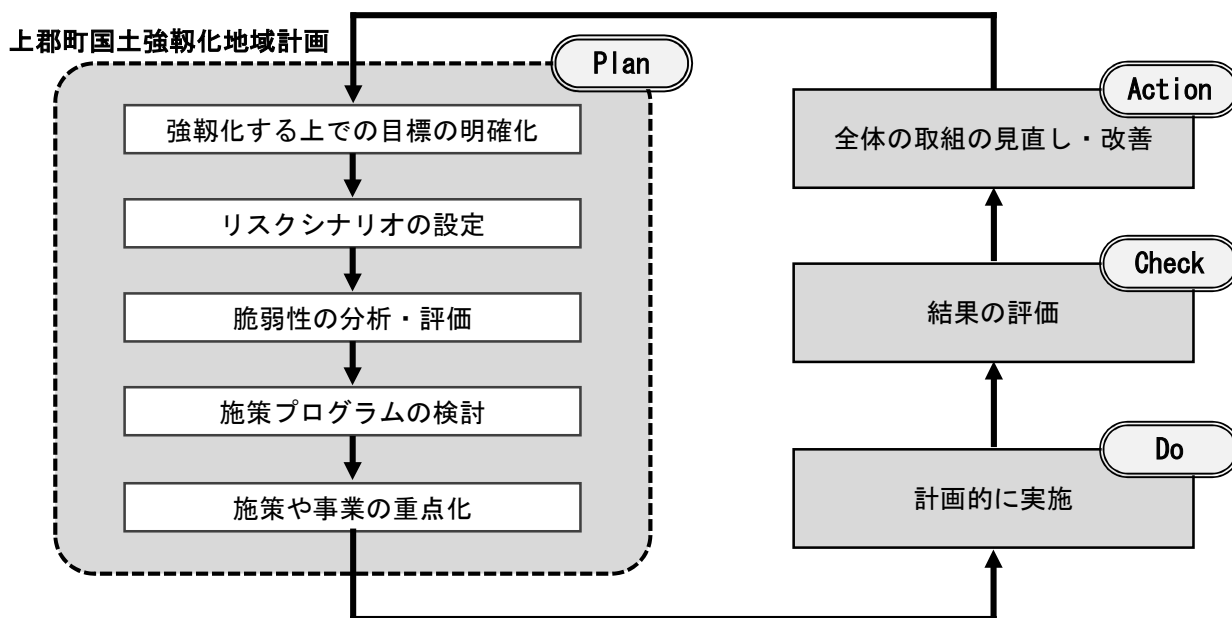 上郡町国土強靱化地域計画
Plan
強靱化する上での目標の明確化
リスクシナリオの設定
脆弱性の分析・評価
施策プログラムの検討
施策や事業の重点化
Action
全体の取組の見直し・改善
Check
結果の評価
Do
計画的に実施